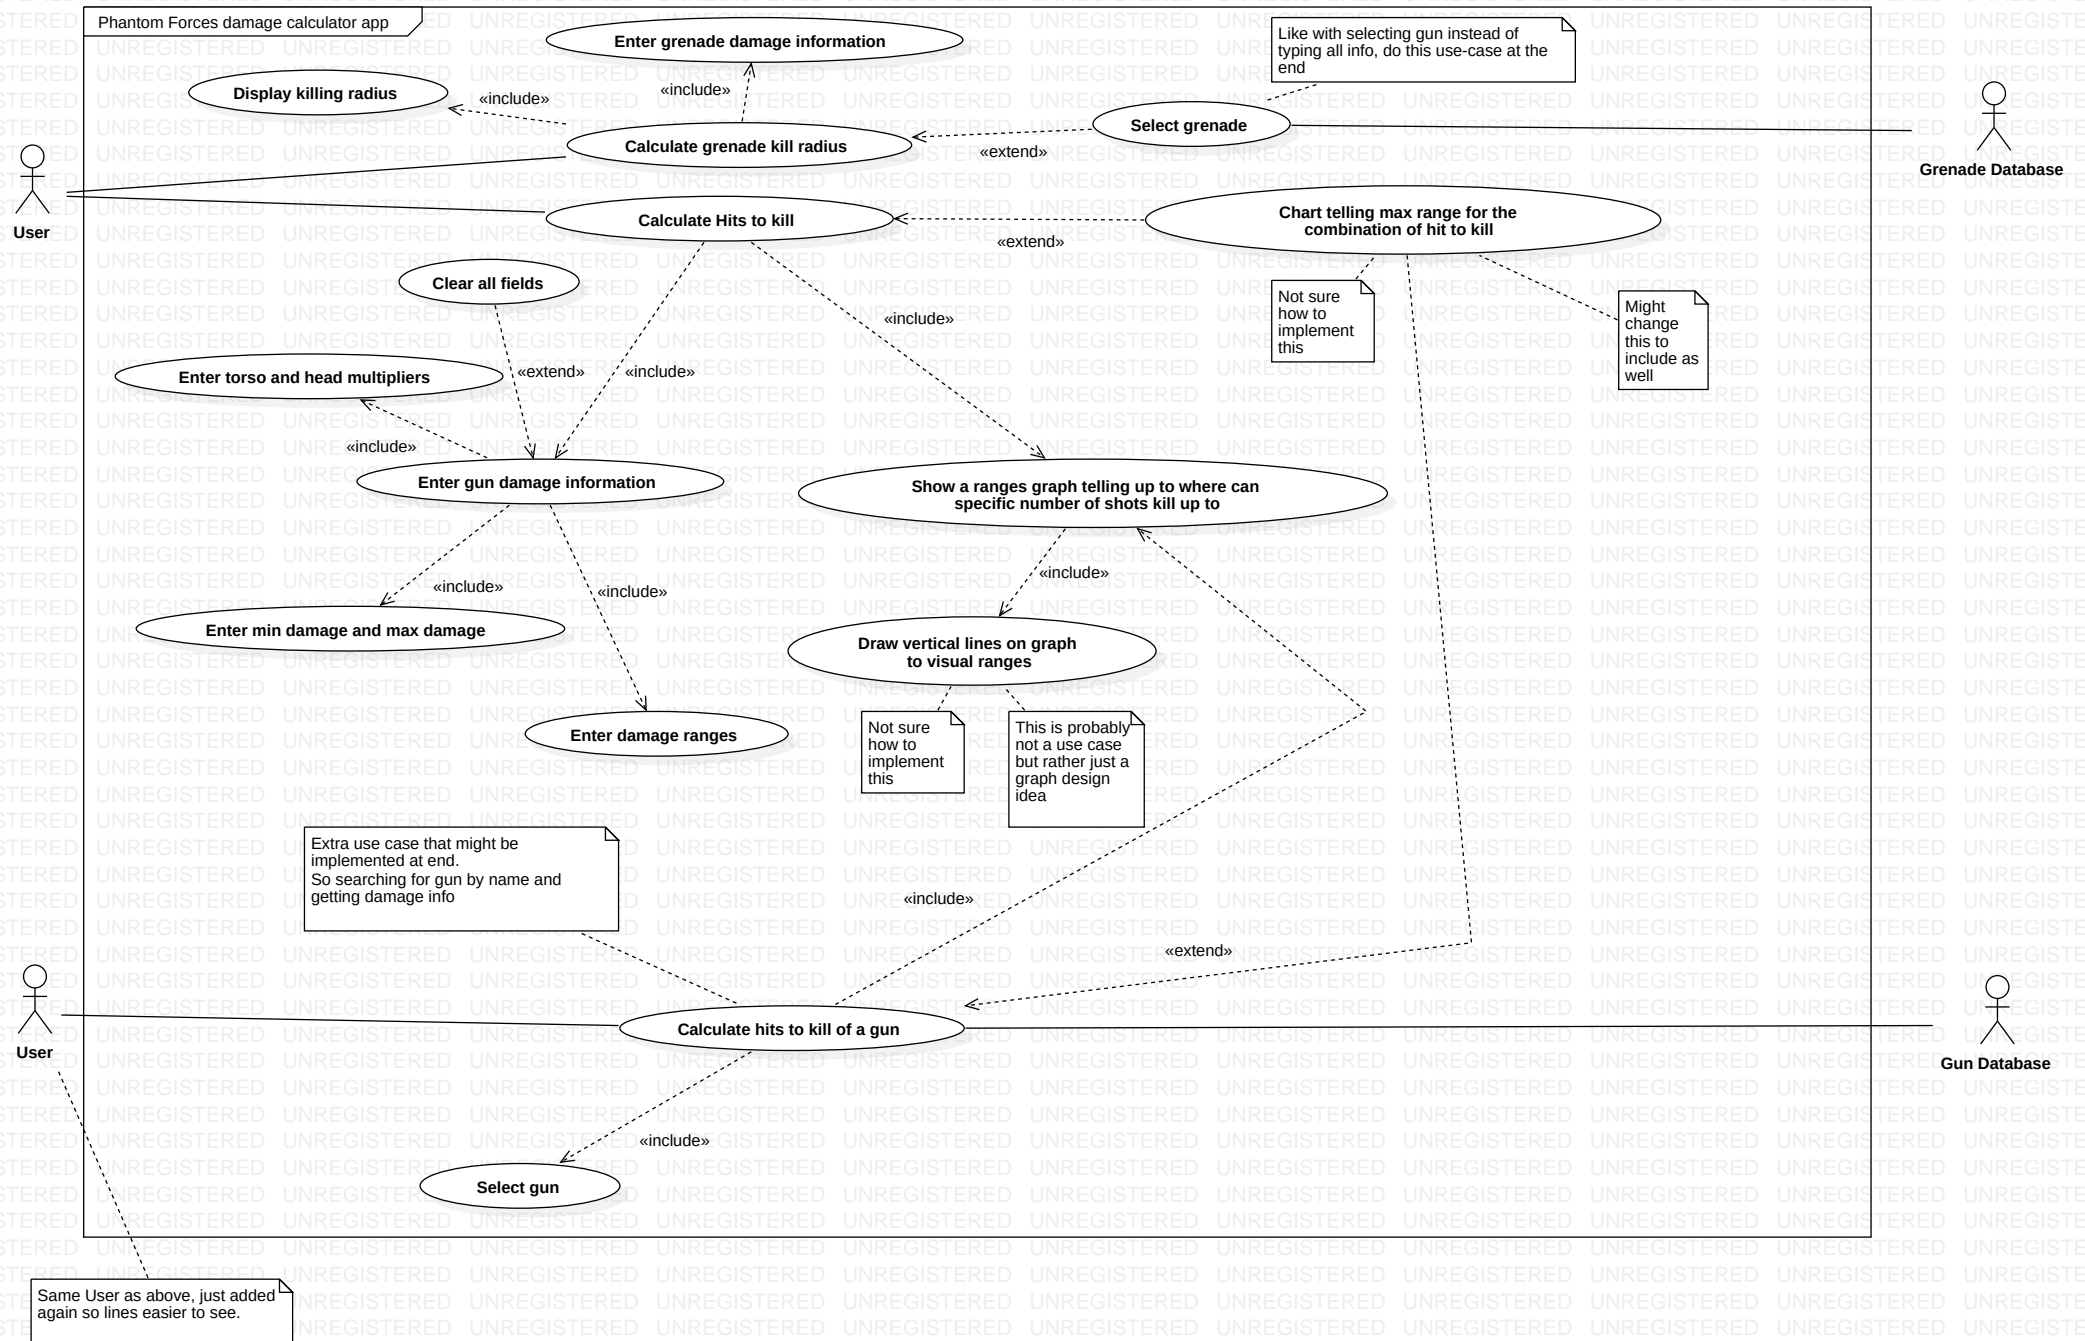 Phantom Forces damage calculator app
Enter grenade damage information
Like with selecting gun instead of
typing all info, do this use-case at the
end
Display killing radius
«include»
«include»
Select grenade
Calculate grenade kill radius
«extend»
Grenade Database
User
Calculate Hits to kill
Chart telling max range for the
combination of hit to kill
«extend»
Clear all fields
Not sure
how to
implement
this
Might
change
this to
include as
well
«include»
Enter torso and head multipliers
«extend»
«include»
«include»
Enter gun damage information
Show a ranges graph telling up to where can
specific number of shots kill up to
«include»
«include»
«include»
Enter min damage and max damage
Draw vertical lines on graph
to visual ranges
Enter damage ranges
Not sure
how to
implement
this
This is probably
not a use case
but rather just a
graph design
idea
Extra use case that might be
implemented at end.
So searching for gun by name and
getting damage info
«include»
«extend»
User
Calculate hits to kill of a gun
Gun Database
«include»
Select gun
Same User as above, just added
again so lines easier to see.
UNREGISTERED